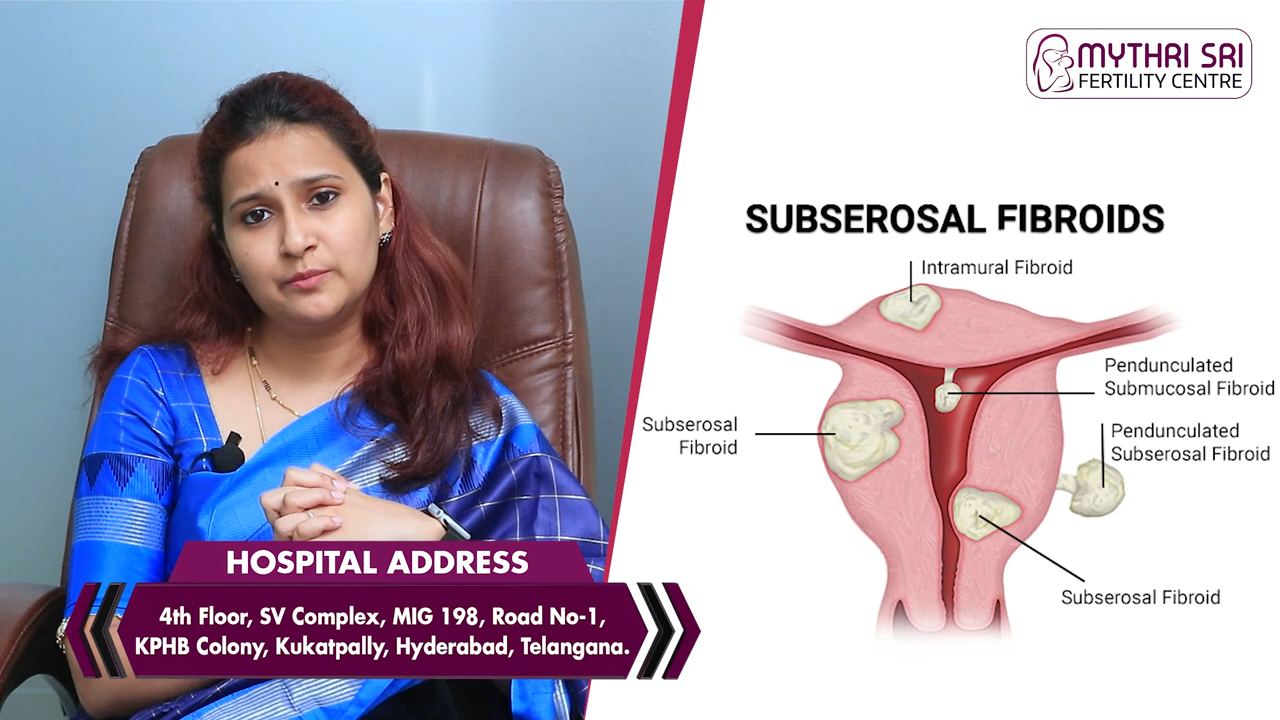 MYTHRI SRI
FERTILITY CENTRE
SUBSEROSAL FIBROIDS
Intramural Fibroid
Pendunculated
Submucosal Fibroid
Pendunculated
Subserosal Fibroid
Subserosal
Fibroid
Subserosal Fibroid
HOSPITAL ADDRESS
4th Floor, SV Complex, MIG 198, Road No-1,
KPHB Colony, Kukatpally, Hyderabad, Telangana.